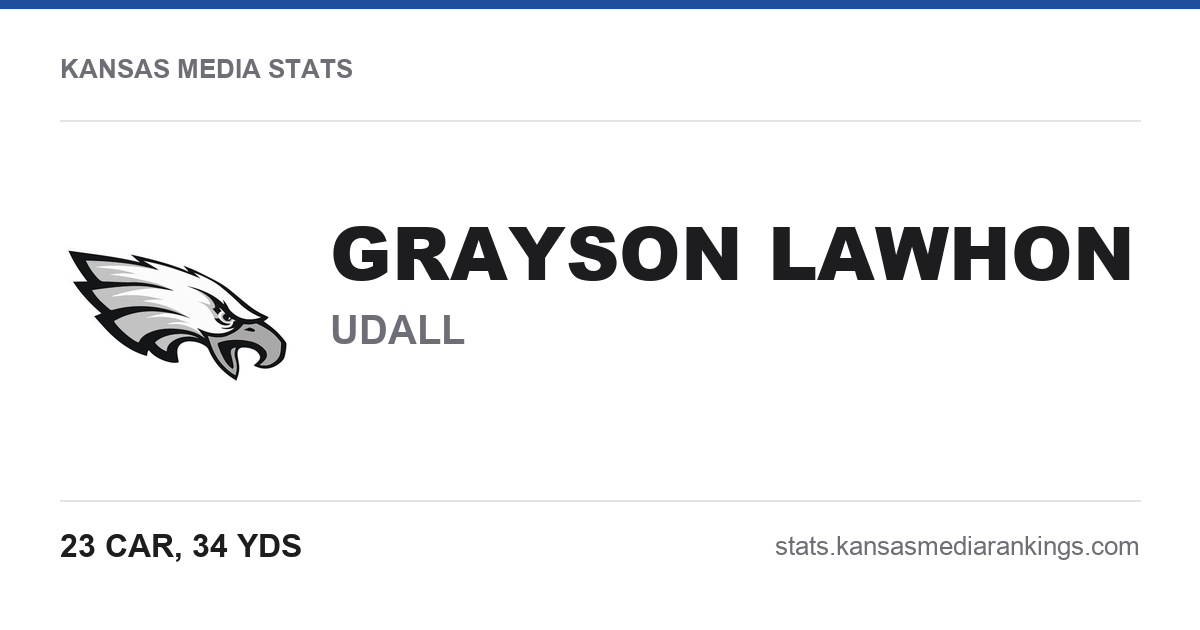 KANSAS MEDIA STATS
GRAYSON LAWHON
UDALL
23 CAR, 34 YDS
stats.kansasmediarankings.com